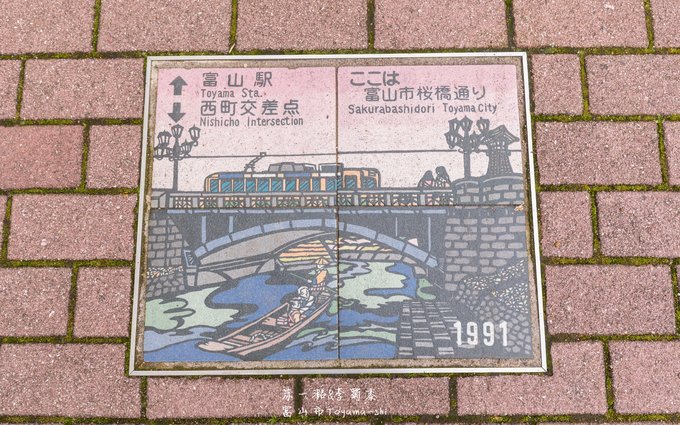 富山駅
Toyama Sta.
西町交差点
Nishicho Intersection
ここは
富山市桜橋通り
Sakurabashidori Toyama City
1991
富山市Toyama-shi